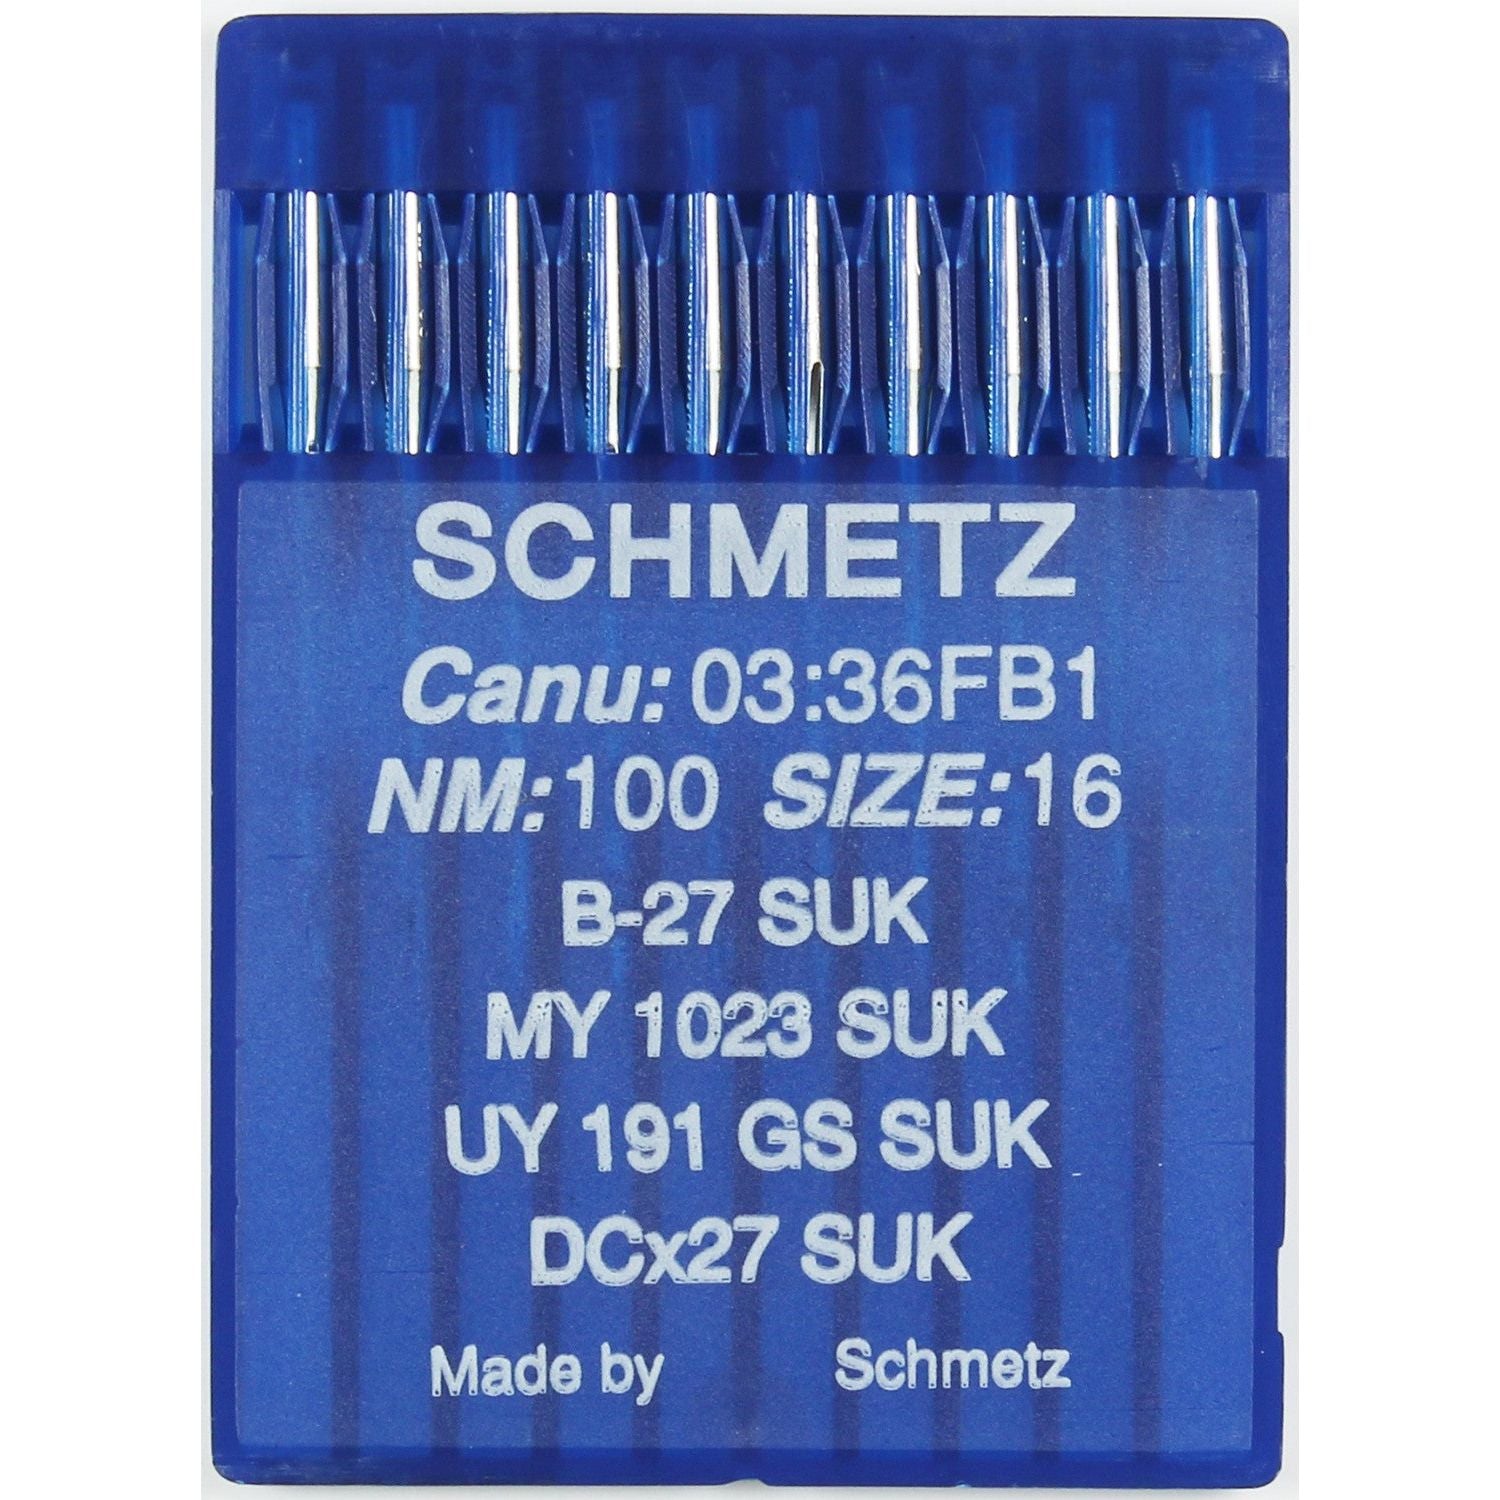 SCHMETZ
Canu: 03:36FB1
NM:100 SIZE:16
B-27 SUK
MY 1023 SUK
UY 191 GS SUK
DCx27 SUK
Made by Schmetz